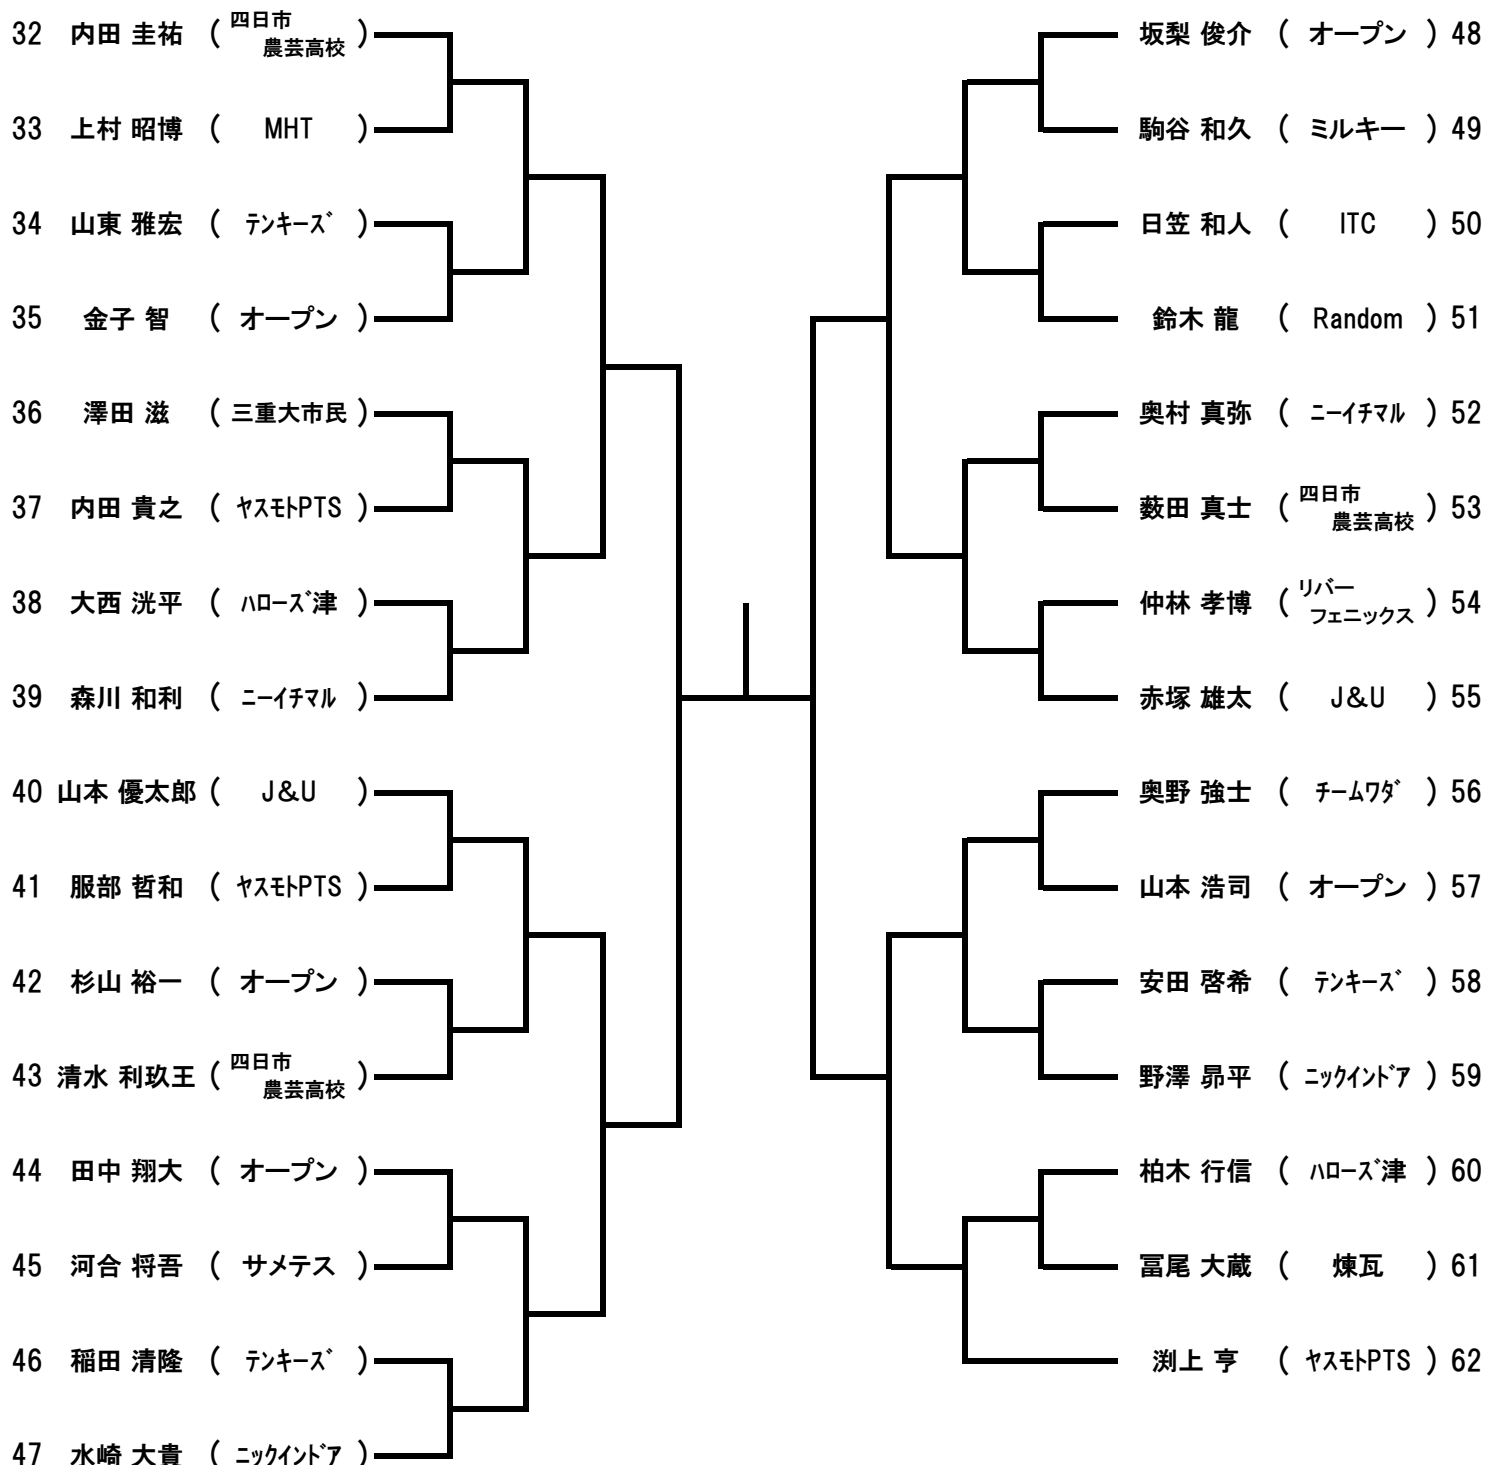 32 内田 圭祐 ( 四日市
農芸高校 )
33 上村 昭博 ( MHT )
34 山東 雅宏 ( ﾃﾝｷｰｽﾞ )
35 金子 智 ( オープン )
36 澤田 滋 ( 三重大市民 )
37 内田 貴之 ( ﾔｽﾓﾄPTS )
38 大西 洸平 ( ﾊﾛｰｽﾞ津 )
39 森川 和利 ( ﾆｰｲﾁﾏﾙ )
40 山本 優太郎 ( J&U )
41 服部 哲和 ( ﾔｽﾓﾄPTS )
42 杉山 裕一 ( オープン )
43 清水 利玖王 ( 四日市
農芸高校 )
44 田中 翔大 ( オープン )
45 河合 将吾 ( サメテス )
46 稲田 清隆 ( ﾃﾝｷｰｽﾞ )
47 水崎 大貴 ( ﾆｯｸｲﾝﾄﾞｱ )
坂梨 俊介 ( オープン ) 48
駒谷 和久 ( ミルキー ) 49
日笠 和人 ( ITC ) 50
鈴木 龍 ( Random ) 51
奥村 真弥 ( ﾆｰｲﾁﾏﾙ ) 52
薮田 真士 ( 四日市
農芸高校 ) 53
仲林 孝博 ( リバー
フェニックス ) 54
赤塚 雄太 ( J&U ) 55
奥野 強士 ( ﾁｰﾑﾜﾀﾞ ) 56
山本 浩司 ( オープン ) 57
安田 啓希 ( ﾃﾝｷｰｽﾞ ) 58
野澤 昴平 ( ﾆｯｸｲﾝﾄﾞｱ ) 59
柏木 行信 ( ﾊﾛｰｽﾞ津 ) 60
冨尾 大蔵 ( 煉瓦 ) 61
渕上 亨 ( ﾔｽﾓﾄPTS ) 62